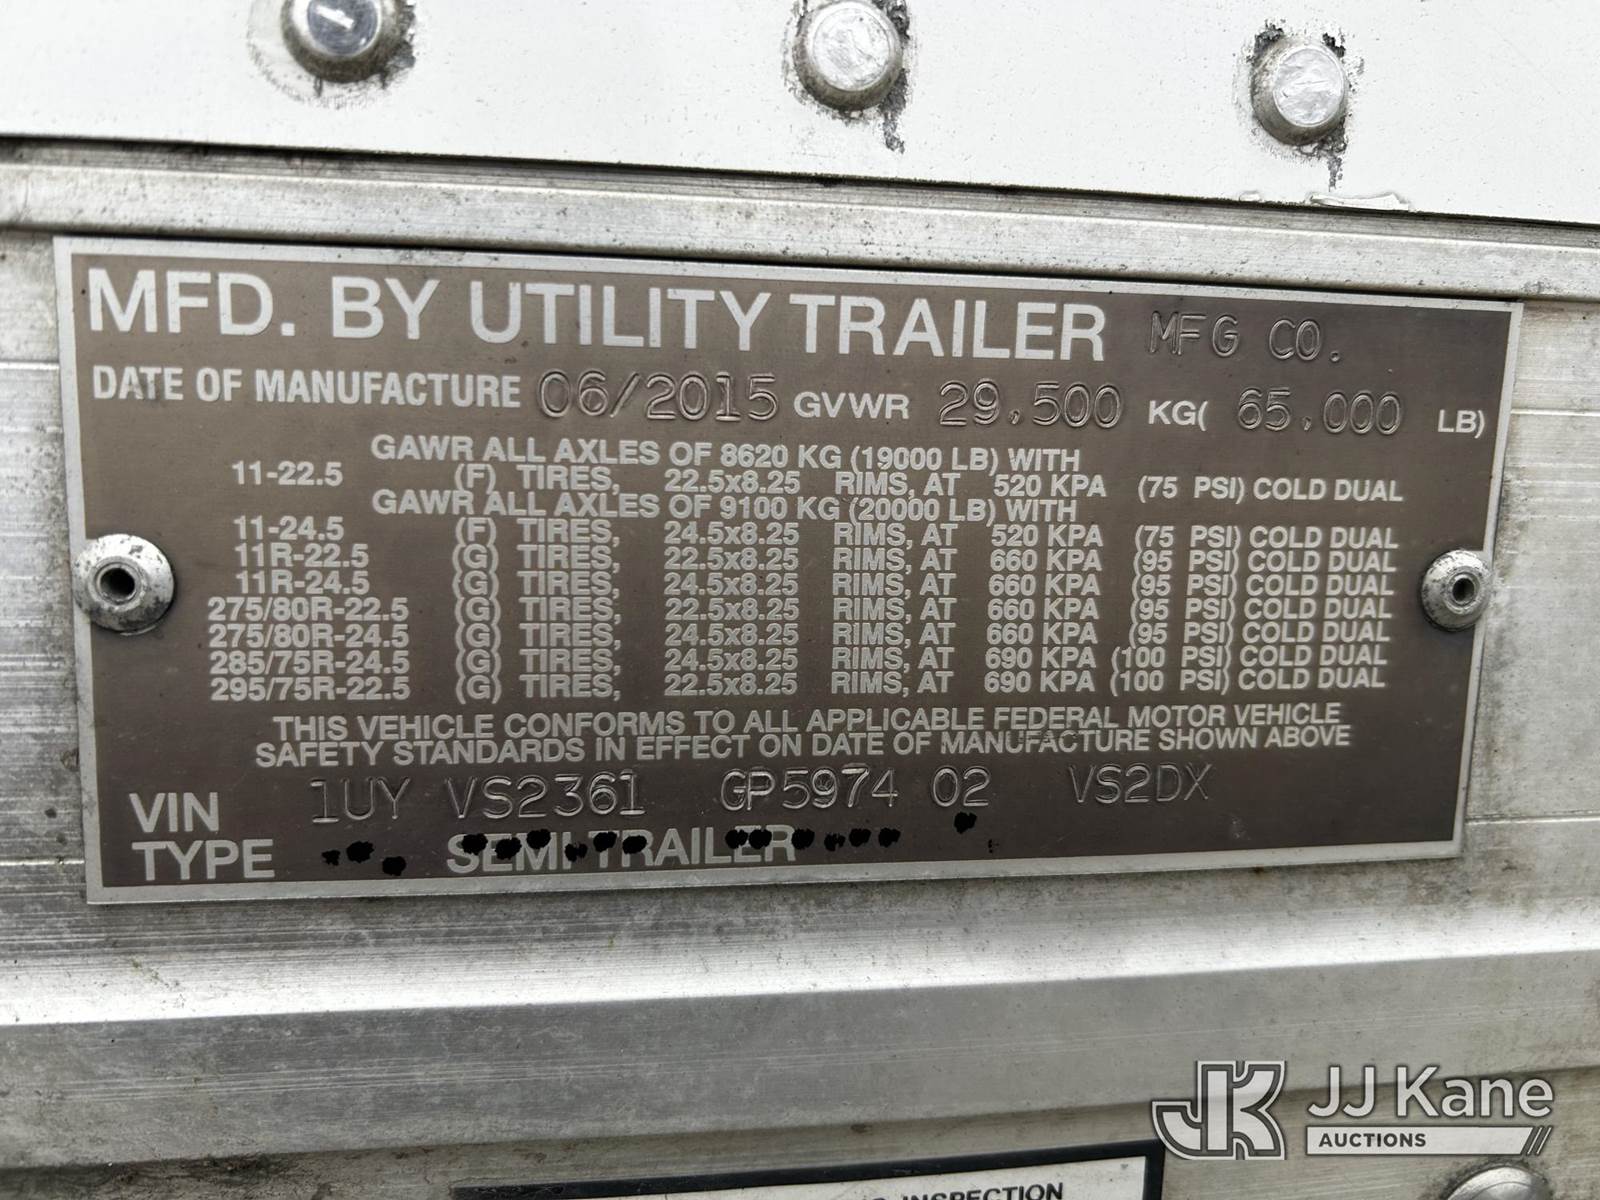 MFD. BY UTILITY TRAILER MFG CO.
DATE OF MANUFACTURE 06/2015 GVWR 29,500 KG( 65,000 LB)
GAWR ALL AXLES OF 8620 KG (19000 LB) WITH
11-22.5 (F) TIRES, 22.5x8.25 RIMS, AT 520 KPA (75 PSI) COLD DUAL
GAWR ALL AXLES OF 9100 KG (20000 LB) WITH
11-24.5 (F) TIRES, 24.5x8.25 RIMS, AT 520 KPA (75 PSI) COLD DUAL
11R-22.5 (G) TIRES, 22.5x8.25 RIMS, AT 660 KPA (95 PSI) COLD DUAL
11R-24.5 (G) TIRES, 24.5x8.25 RIMS, AT 660 KPA (95 PSI) COLD DUAL
275/80R-22.5 (G) TIRES, 22.5x8.25 RIMS, AT 660 KPA (95 PSI) COLD DUAL
275/80R-24.5 (G) TIRES, 24.5x8.25 RIMS, AT 660 KPA (95 PSI) COLD DUAL
285/75R-24.5 (G) TIRES, 24.5x8.25 RIMS, AT 690 KPA (100 PSI) COLD DUAL
295/75R-22.5 (G) TIRES, 22.5x8.25 RIMS, AT 690 KPA (100 PSI) COLD DUAL
THIS VEHICLE CONFORMS TO ALL APPLICABLE FEDERAL MOTOR VEHICLE
SAFETY STANDARDS IN EFFECT ON DATE OF MANUFACTURE SHOWN ABOVE
VIN 1UY VS2361 GP5974 02 VS2DX
TYPE SEMI-TRAILER
JK JJ Kane
AUCTIONS
INSPECTION